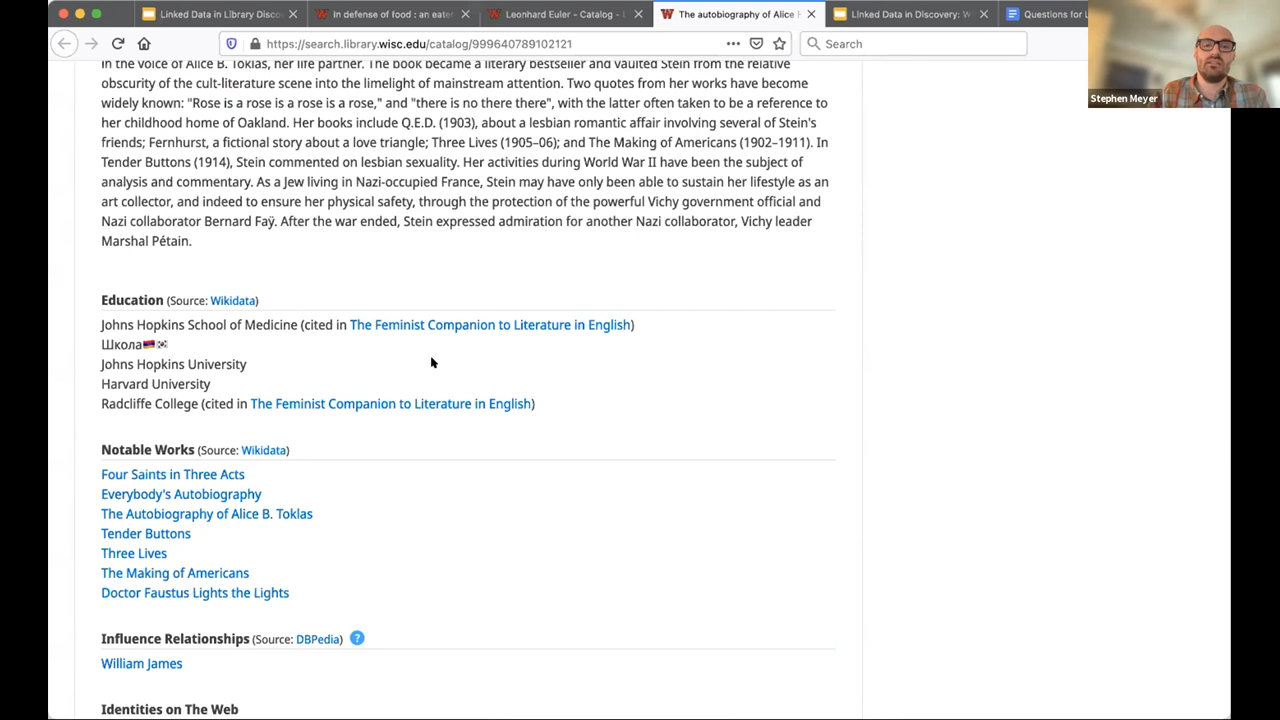 Linked Data in Library Disco
In defense of food : an eater
Leonhard Euler - Catalog -
The autobiography of Alice
Linked Data in Discovery: W
Questions for L
https://search.library.wisc.edu/catalog/999640789102121
Search
Stephen Meyer
in the voice of Alice B. Toklas, her life partner. The book became a literary bestseller and vaulted Stein from the relative
obscurity of the cult-literature scene into the limelight of mainstream attention. Two quotes from her works have become
widely known: "Rose is a rose is a rose is a rose," and "there is no there there", with the latter often taken to be a reference to
her childhood home of Oakland. Her books include Q.E.D. (1903), about a lesbian romantic affair involving several of Stein's
friends; Fernhurst, a fictional story about a love triangle; Three Lives (1905–06); and The Making of Americans (1902–1911). In
Tender Buttons (1914), Stein commented on lesbian sexuality. Her activities during World War II have been the subject of
analysis and commentary. As a Jew living in Nazi-occupied France, Stein may have only been able to sustain her lifestyle as an
art collector, and indeed to ensure her physical safety, through the protection of the powerful Vichy government official and
Nazi collaborator Bernard Faÿ. After the war ended, Stein expressed admiration for another Nazi collaborator, Vichy leader
Marshal Pétain.
Education (Source: Wikidata)
Johns Hopkins School of Medicine (cited in The Feminist Companion to Literature in English)
Школа🇦🇲🇰🇷
Johns Hopkins University
Harvard University
Radcliffe College (cited in The Feminist Companion to Literature in English)
Notable Works (Source: Wikidata)
Four Saints in Three Acts
Everybody's Autobiography
The Autobiography of Alice B. Toklas
Tender Buttons
Three Lives
The Making of Americans
Doctor Faustus Lights the Lights
Influence Relationships (Source: DBPedia) ?
William James
Identities on The Web